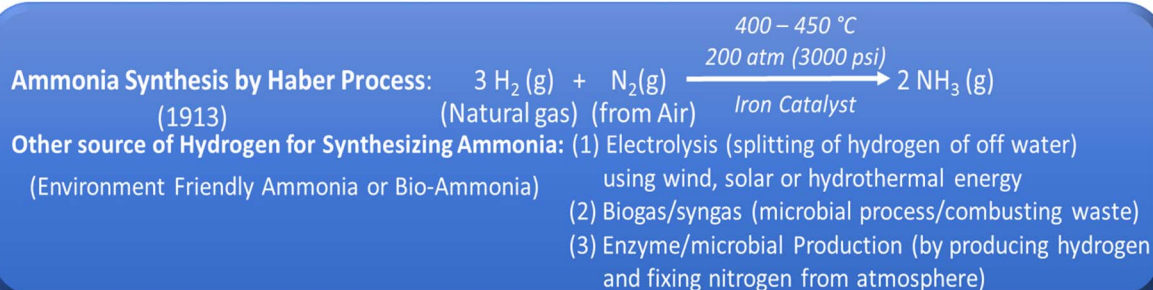 400 – 450 °C
200 atm (3000 psi)
Ammonia Synthesis by Haber Process: 3 H₂ (g) + N₂(g) → 2 NH₃ (g)
Iron Catalyst
(1913) (Natural gas) (from Air)
Other source of Hydrogen for Synthesizing Ammonia: (1) Electrolysis (splitting of hydrogen of off water)
(Environment Friendly Ammonia or Bio-Ammonia) using wind, solar or hydrothermal energy
(2) Biogas/syngas (microbial process/combusting waste)
(3) Enzyme/microbial Production (by producing hydrogen
and fixing nitrogen from atmosphere)